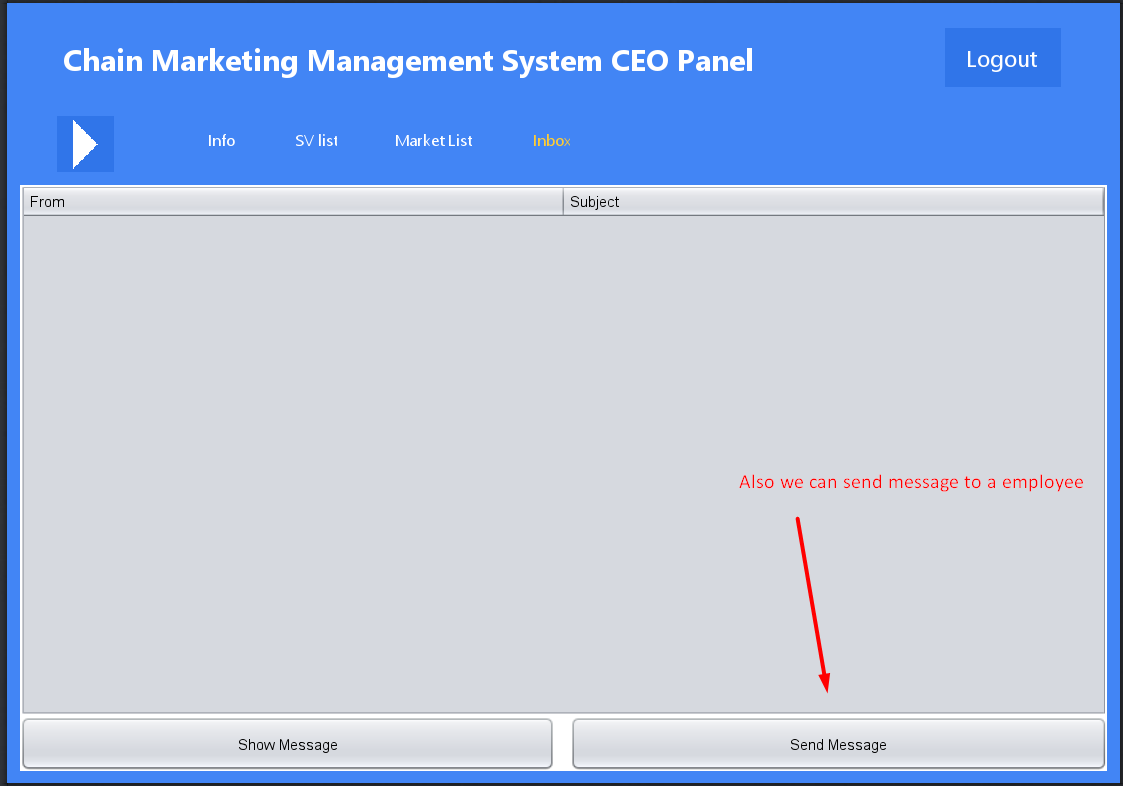 Chain Marketing Management System CEO Panel
Logout
Info SV list Market List Inbox
From Subject
Also we can send message to a employee
Show Message Send Message